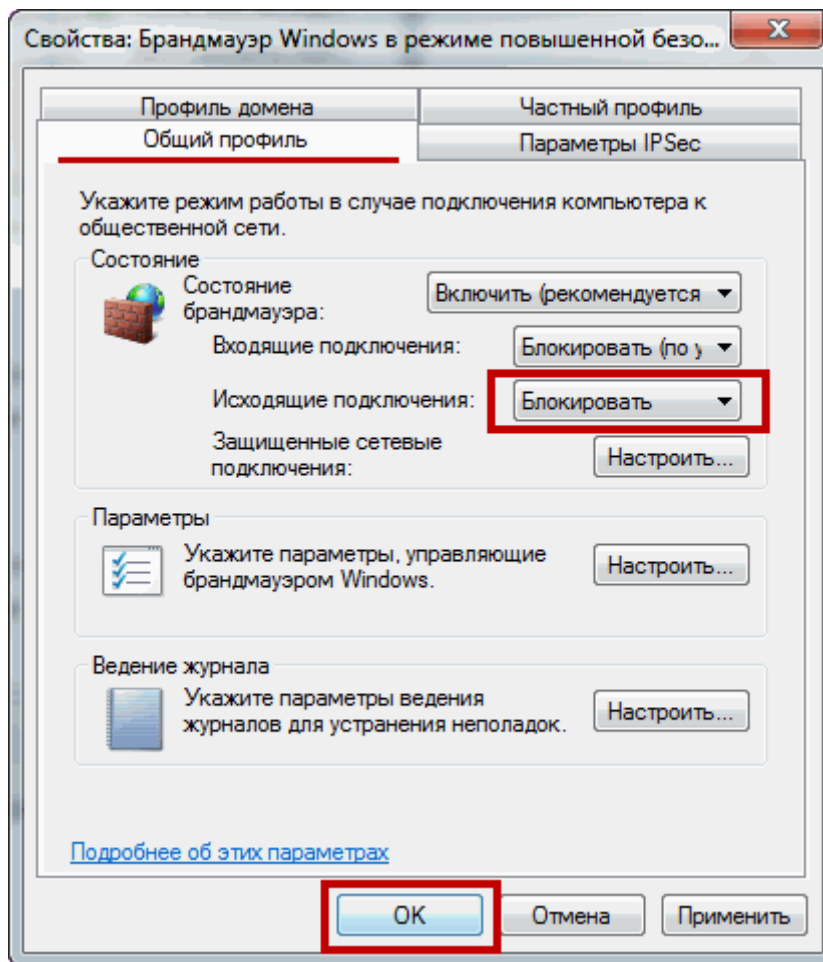 Свойства: Брандмауэр Windows в режиме повышенной безо...
Профиль домена
Частный профиль
Общий профиль
Параметры IPSec
Укажите режим работы в случае подключения компьютера к
общественной сети.
Состояние
Состояние
брандмауэра:
Включить (рекомендуется
Входящие подключения:
Блокировать (по у
Исходящие подключения:
Блокировать
Защищенные сетевые
подключения:
Настроить...
Параметры
Укажите параметры, управляющие
брандмауэром Windows.
Настроить...
Ведение журнала
Укажите параметры ведения
журналов для устранения неполадок.
Настроить...
Подробнее об этих параметрах
ОК
Отмена
Применить